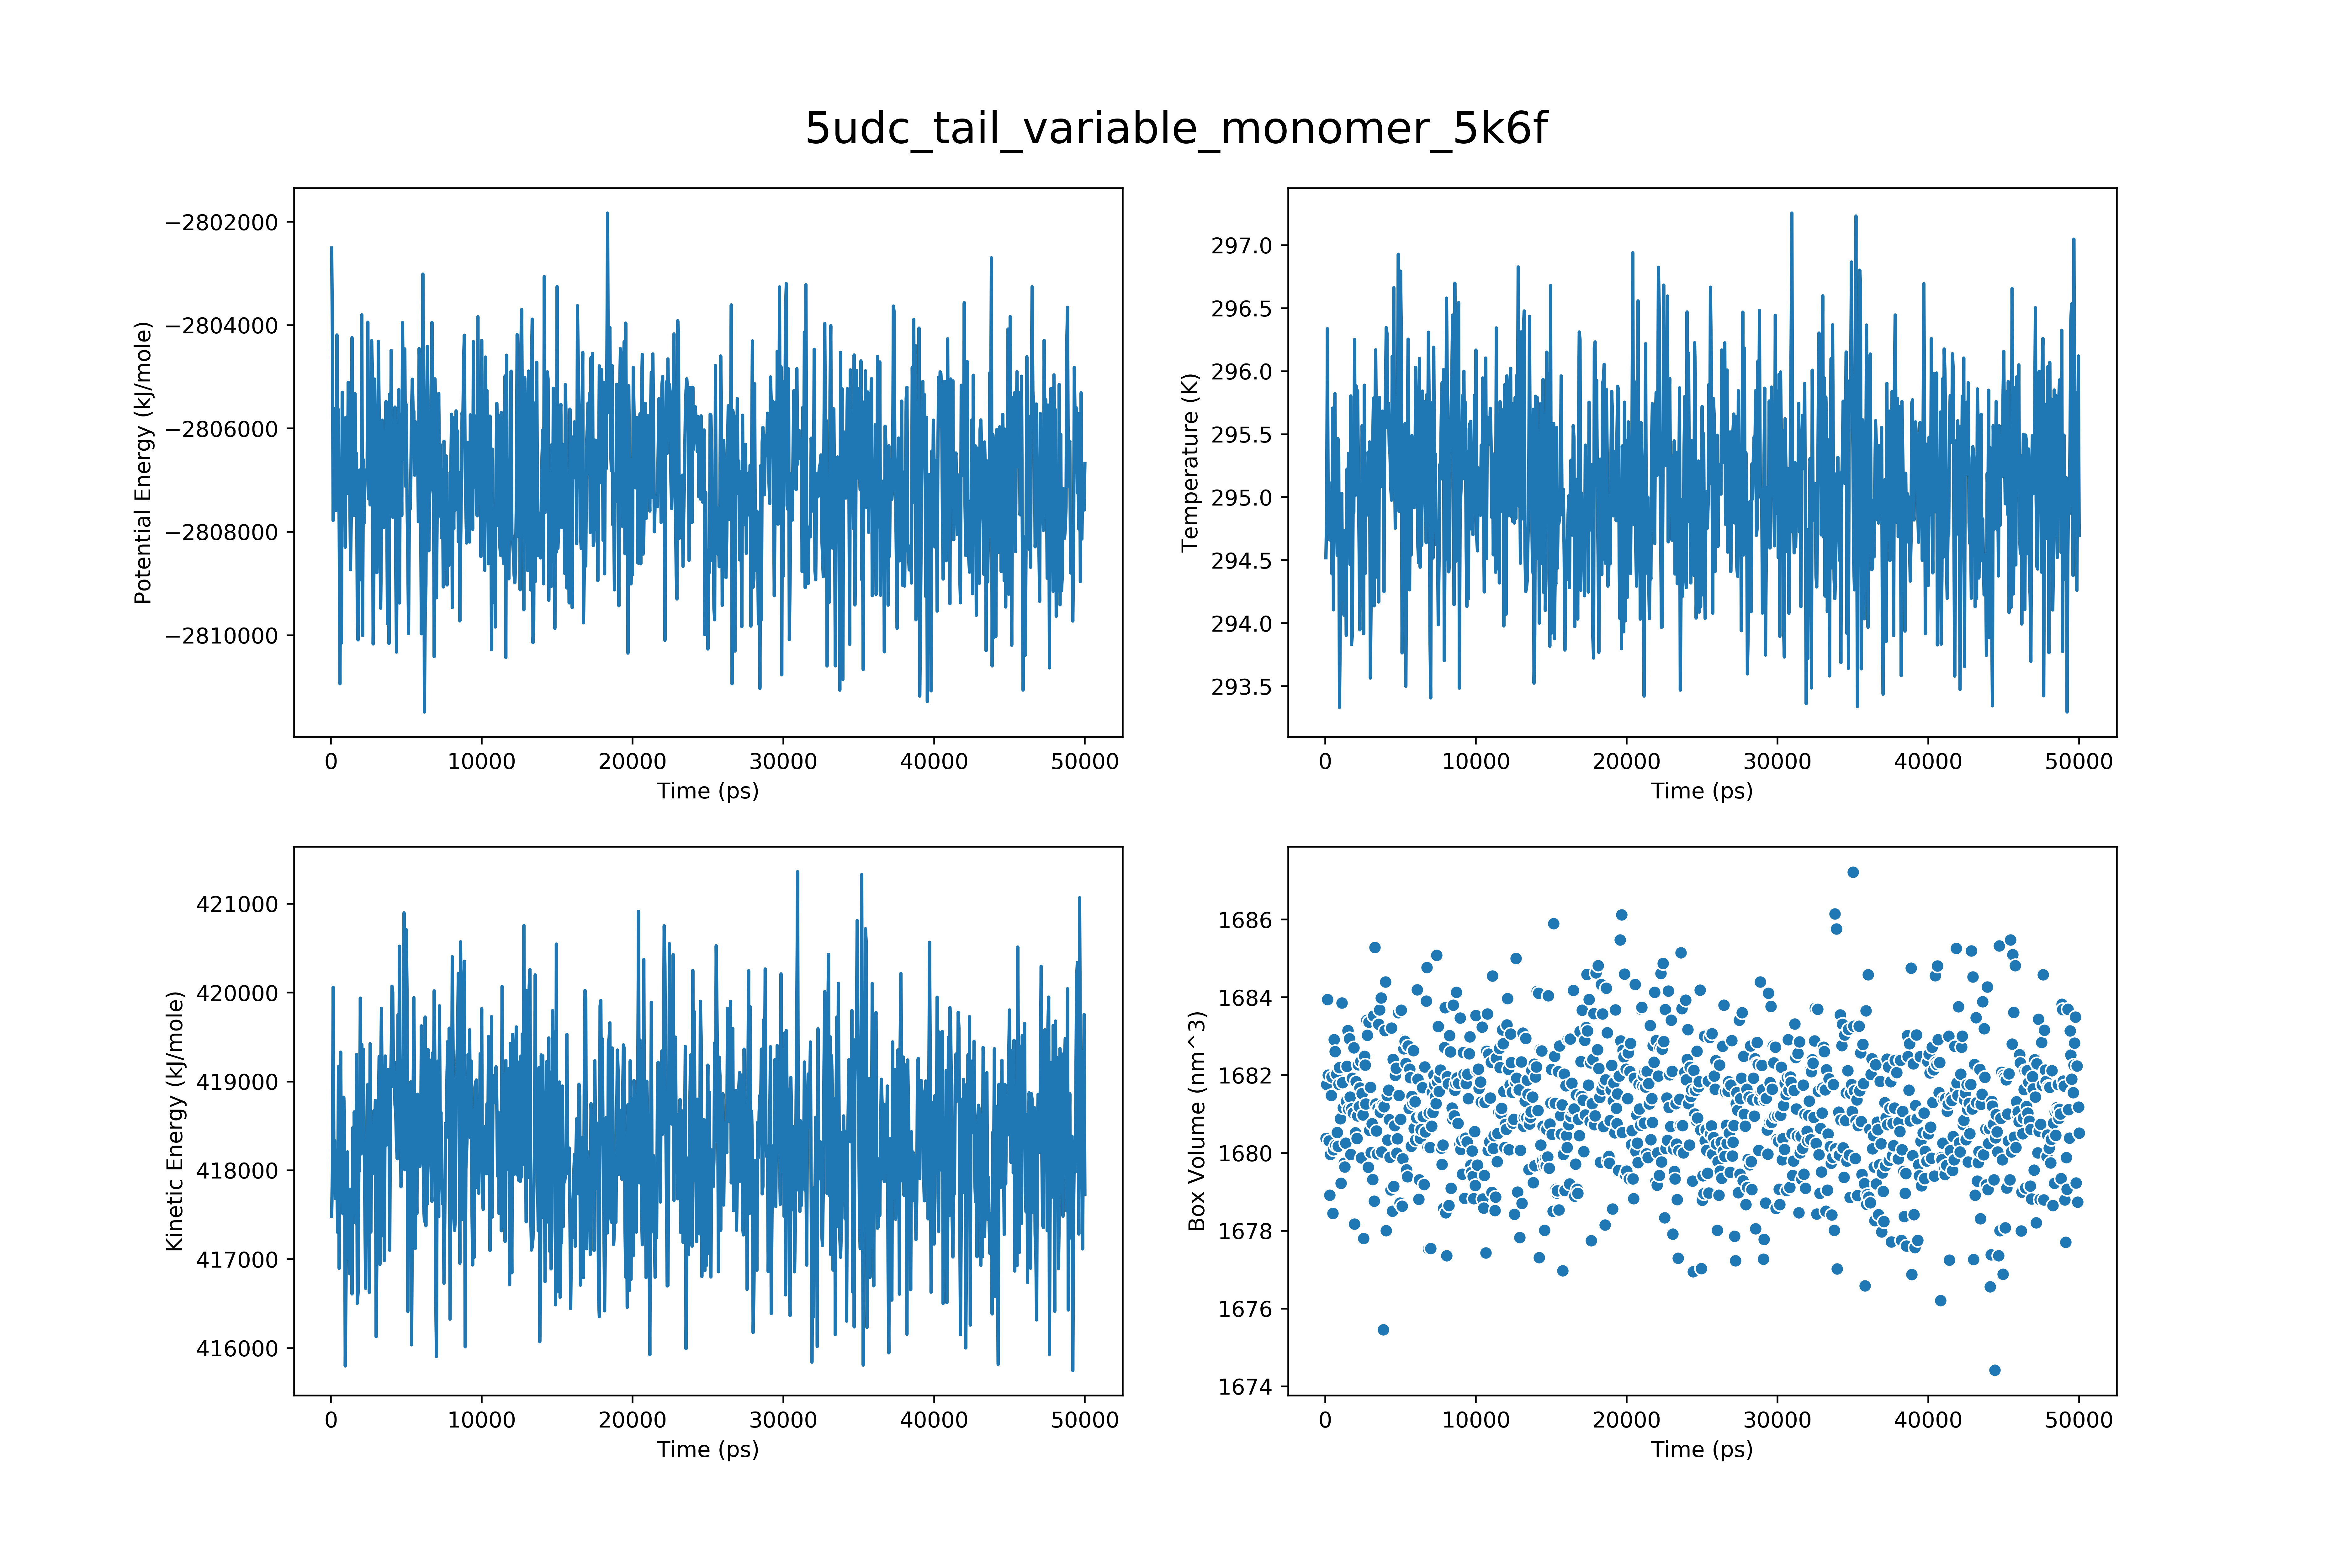 5udc_tail_variable_monomer_5k6f
−2802000
−2804000
−2806000
−2808000
−2810000
Potential Energy (kJ/mole)
0 10000 20000 30000 40000 50000
Time (ps)
297.0
296.5
296.0
295.5
295.0
294.5
294.0
293.5
Temperature (K)
0 10000 20000 30000 40000 50000
Time (ps)
421000
420000
419000
418000
417000
416000
Kinetic Energy (kJ/mole)
0 10000 20000 30000 40000 50000
Time (ps)
1686
1684
1682
1680
1678
1676
1674
Box Volume (nm^3)
0 10000 20000 30000 40000 50000
Time (ps)